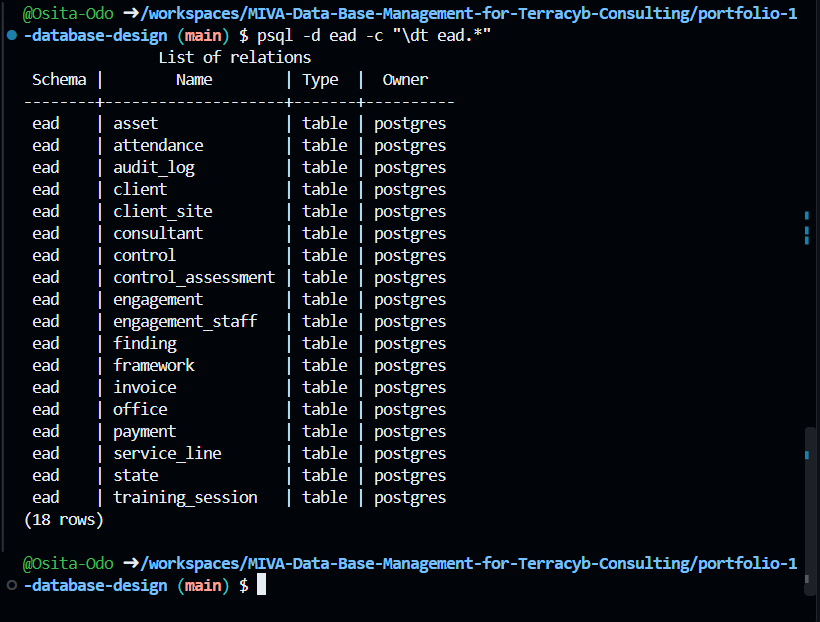 @Osita-Odo ➜/workspaces/MIVA-Data-Base-Management-for-Terracyb-Consulting/portfolio-1
-database-design (main) $ psql -d ead -c "\dt ead.*"
List of relations
Schema | Name | Type | Owner
--------+--------------------+-------+----------
ead | asset | table | postgres
ead | attendance | table | postgres
ead | audit_log | table | postgres
ead | client | table | postgres
ead | client_site | table | postgres
ead | consultant | table | postgres
ead | control | table | postgres
ead | control_assessment | table | postgres
ead | engagement | table | postgres
ead | engagement_staff | table | postgres
ead | finding | table | postgres
ead | framework | table | postgres
ead | invoice | table | postgres
ead | office | table | postgres
ead | payment | table | postgres
ead | service_line | table | postgres
ead | state | table | postgres
ead | training_session | table | postgres
(18 rows)
@Osita-Odo ➜/workspaces/MIVA-Data-Base-Management-for-Terracyb-Consulting/portfolio-1
-database-design (main) $